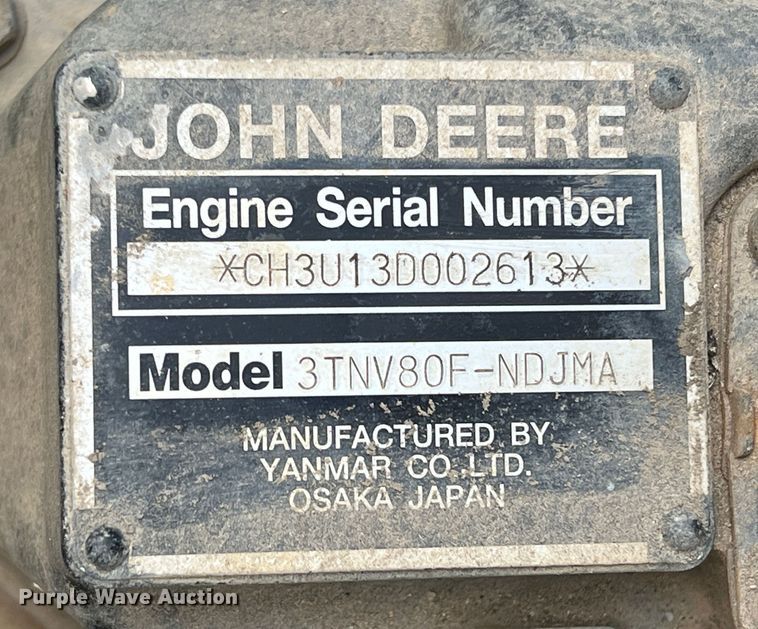 JOHN DEERE
Engine Serial Number
*CH3U13D002613*
Model 3TNV80F-NDJMA
MANUFACTURED BY
YANMAR CO.,LTD.
OSAKA JAPAN
Purple Wave Auction